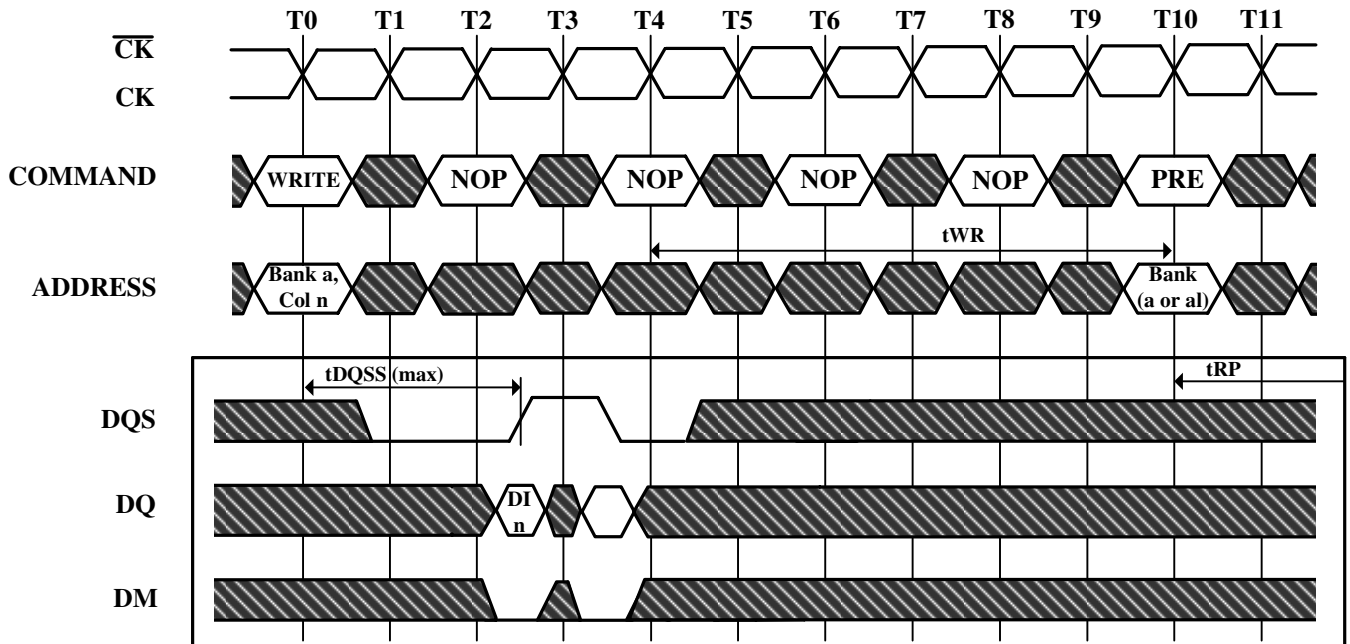 T0 T1 T2 T3 T4 T5 T6 T7 T8 T9 T10 T11
CK
CK
COMMAND
WRITE NOP NOP NOP NOP PRE
tWR
ADDRESS
Bank a,
Col n
Bank
(a or al)
tDQSS (max)
tRP
DQS
DQ
DI
n
DM